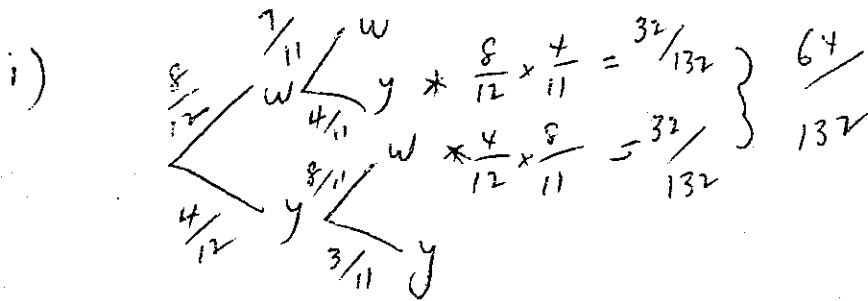 i)
7/11 w
8/12 w 4/11 y * 8/12 × 4/11 = 32/132 } 64/132
4/12 y 8/11 w * 4/12 × 8/11 = 32/132
3/11 y